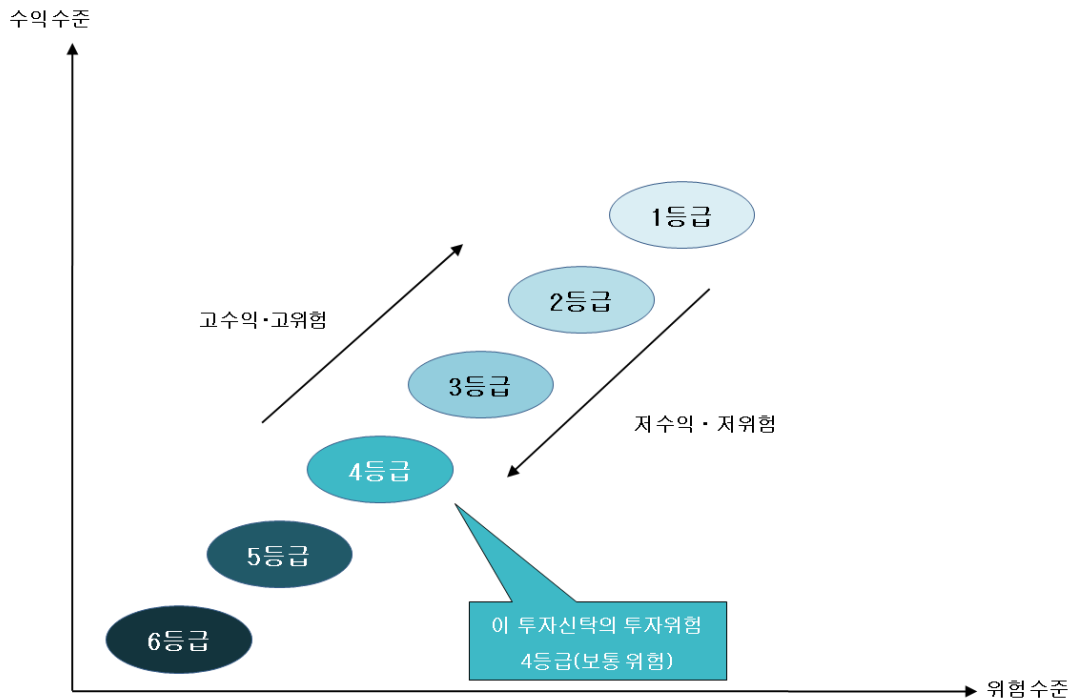 수익수준
1등급
2등급
고수익·고위험
3등급
저수익 · 저위험
4등급
5등급
이 투자신탁의 투자위험
4등급(보통 위험)
6등급
위험수준